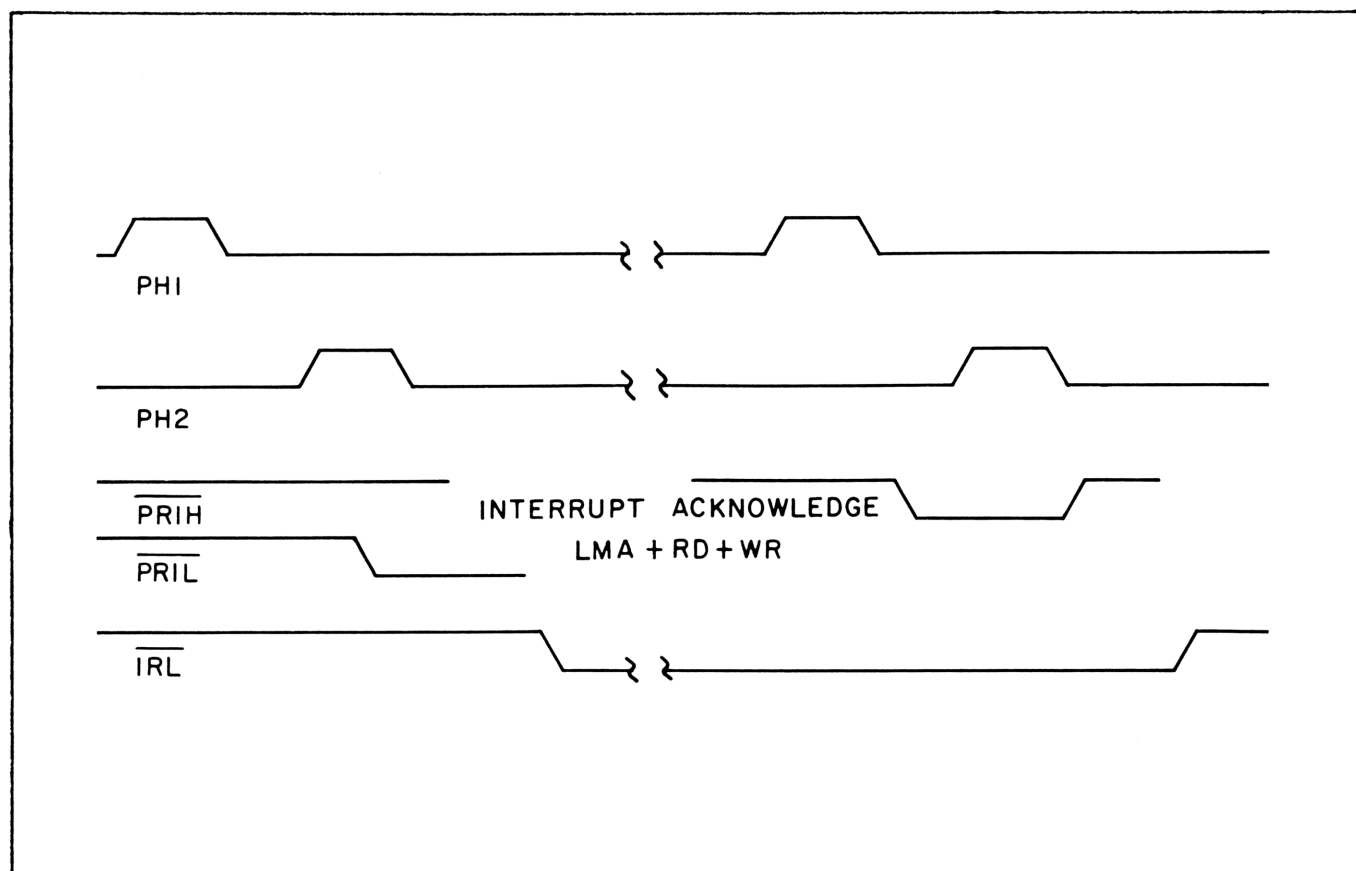 PH1
PH2
PRIH
INTERRUPT ACKNOWLEDGE
LMA + RD + WR
PRIL
IRL